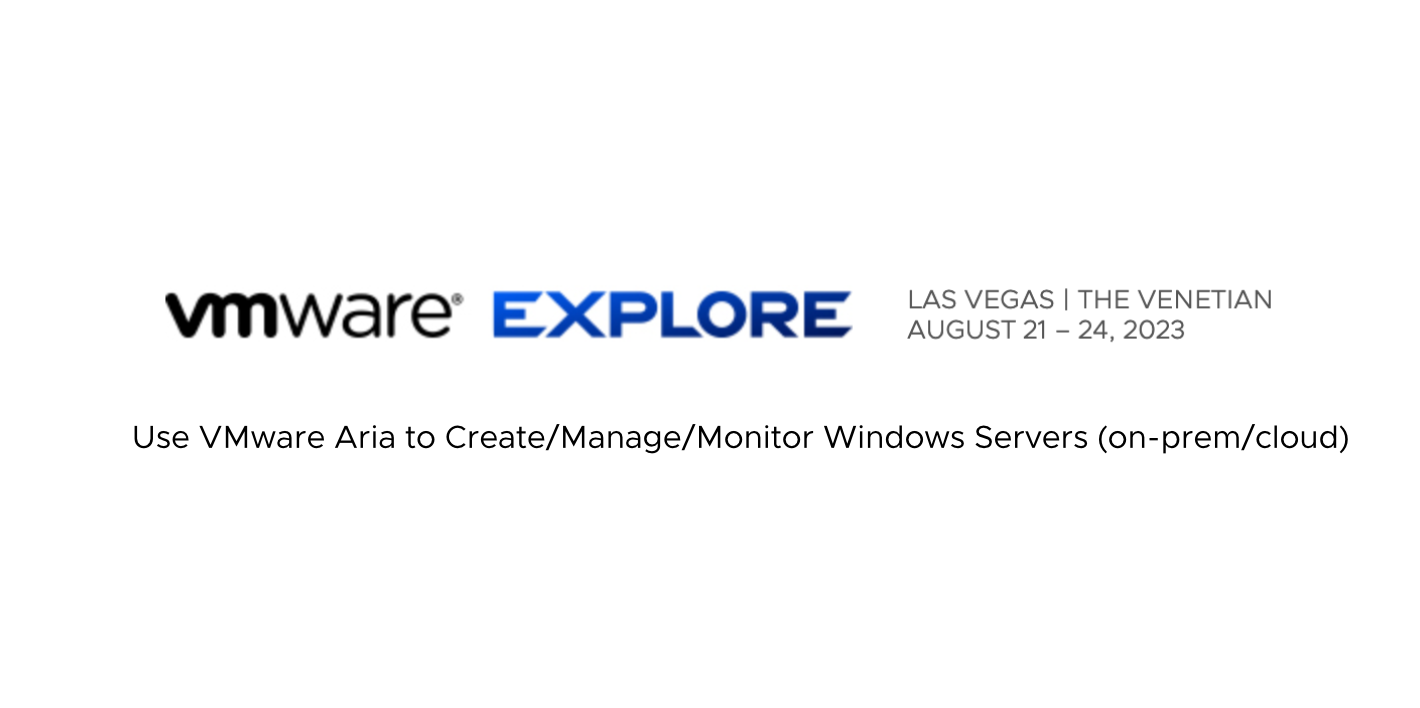 vmware® EXPLORE
LAS VEGAS | THE VENETIAN
AUGUST 21 – 24, 2023
Use VMware Aria to Create/Manage/Monitor Windows Servers (on-prem/cloud)